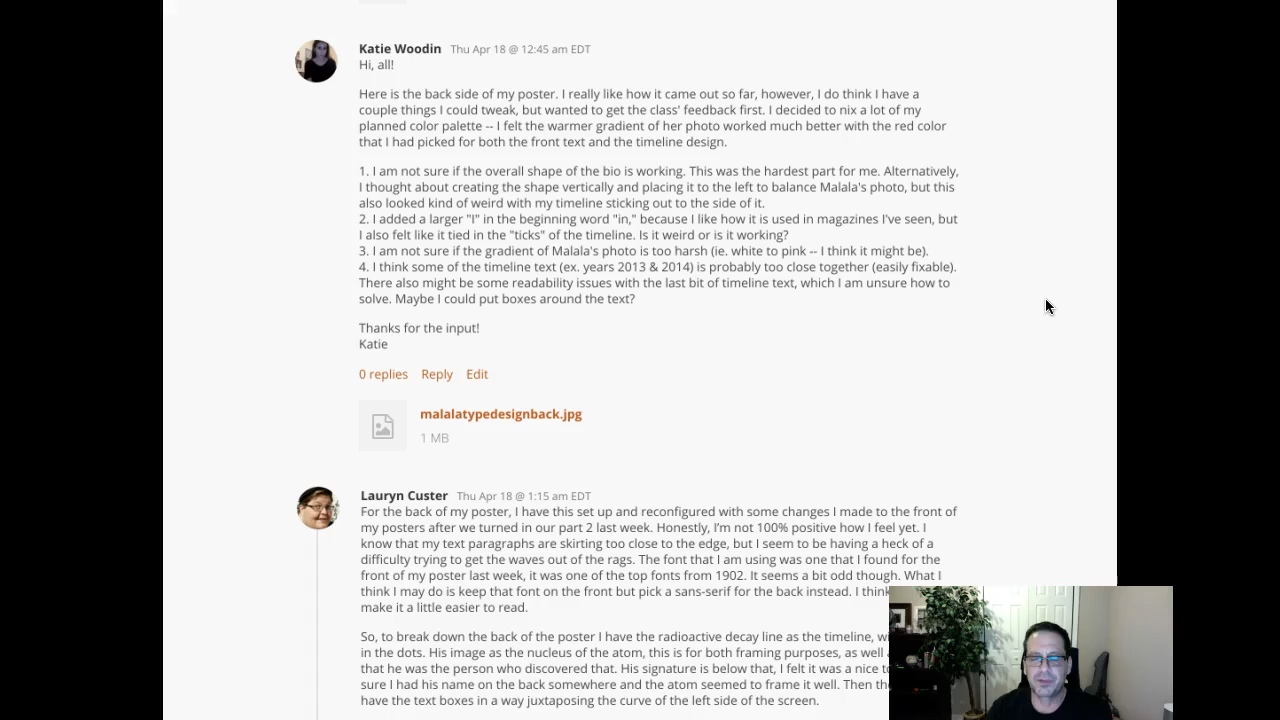 Katie Woodin Thu Apr 18 @ 12:45 am EDT
Hi, all!
Here is the back side of my poster. I really like how it came out so far, however, I do think I have a
couple things I could tweak, but wanted to get the class' feedback first. I decided to nix a lot of my
planned color palette -- I felt the warmer gradient of her photo worked much better with the red color
that I had picked for both the front text and the timeline design.
1. I am not sure if the overall shape of the bio is working. This was the hardest part for me. Alternatively,
I thought about creating the shape vertically and placing it to the left to balance Malala's photo, but this
also looked kind of weird with my timeline sticking out to the side of it.
2. I added a larger "I" in the beginning word "in," because I like how it is used in magazines I've seen, but
I also felt like it tied in the "ticks" of the timeline. Is it weird or is it working?
3. I am not sure if the gradient of Malala's photo is too harsh (ie. white to pink -- I think it might be).
4. I think some of the timeline text (ex. years 2013 & 2014) is probably too close together (easily fixable).
There also might be some readability issues with the last bit of timeline text, which I am unsure how to
solve. Maybe I could put boxes around the text?
Thanks for the input!
Katie
0 replies Reply Edit
malalatypedesignback.jpg
1 MB
Lauryn Custer Thu Apr 18 @ 1:15 am EDT
For the back of my poster, I have this set up and reconfigured with some changes I made to the front of
my posters after we turned in our part 2 last week. Honestly, I'm not 100% positive how I feel yet. I
know that my text paragraphs are skirting too close to the edge, but I seem to be having a heck of a
difficulty trying to get the waves out of the rags. The font that I am using was one that I found for the
front of my poster last week, it was one of the top fonts from 1902. It seems a bit odd though. What I
think I may do is keep that font on the front but pick a sans-serif for the back instead. I think
make it a little easier to read.
So, to break down the back of the poster I have the radioactive decay line as the timeline,
in the dots. His image as the nucleus of the atom, this is for both framing purposes, as well
that he was the person who discovered that. His signature is below that, I felt it was a nice
sure I had his name on the back somewhere and the atom seemed to frame it well. Then
have the text boxes in a way juxtaposing the curve of the left side of the screen.